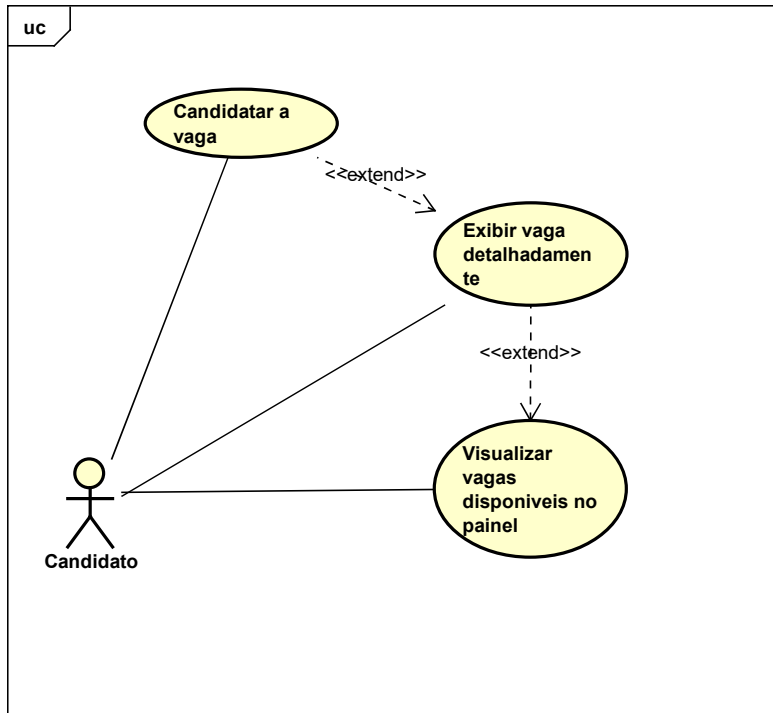 uc
Candidatar a
vaga
<<extend>>
Exibir vaga
detalhadamen
te
<<extend>>
Visualizar
vagas
disponiveis no
painel
Candidato